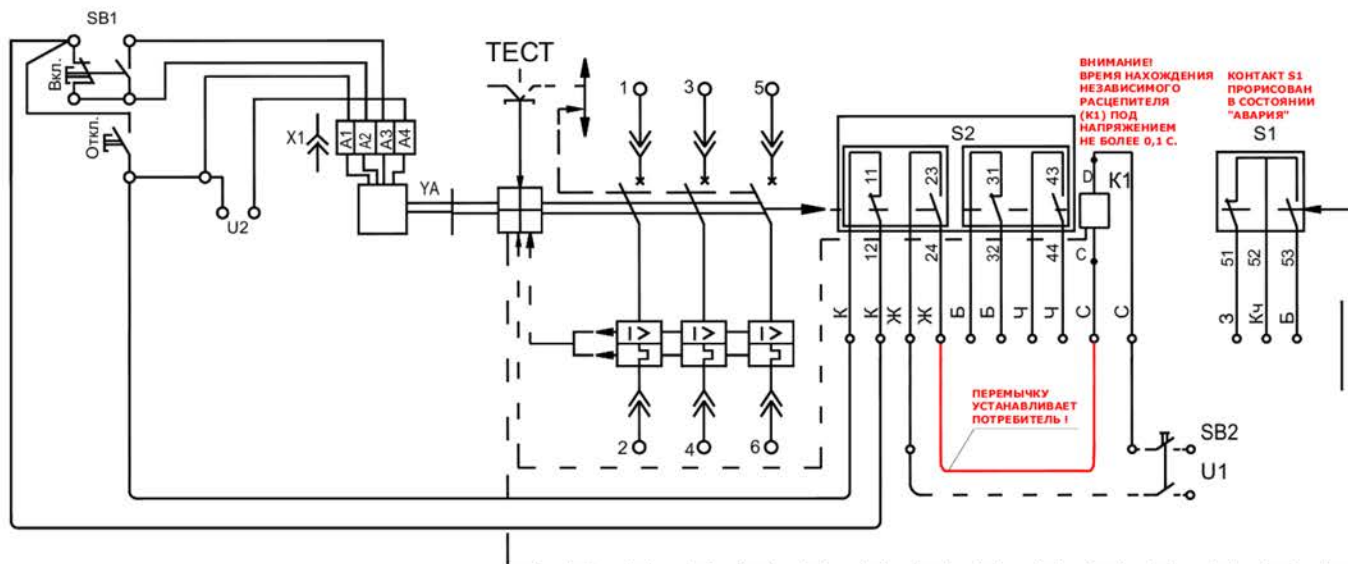 SB1
Вкл.
Откл.
U2
X1
A1 A2 A3 A4
YA
ТЕСТ
1 3 5
I> I> I>
2 4 6
S2
11 23 31 43
12 24 32 44
D
K1
C
К К Ж Ж Б Б Ч Ч С С
ВНИМАНИЕ!
ВРЕМЯ НАХОЖДЕНИЯ
НЕЗАВИСИМОГО
РАСЦЕПИТЕЛЯ
(К1) ПОД
НАПРЯЖЕНИЕМ
НЕ БОЛЕЕ 0,1 С.
КОНТАКТ S1
ПРОРИСОВАН
В СОСТОЯНИИ
"АВАРИЯ"
S1
51 52 53
З Кч Б
ПЕРЕМЫЧКУ
УСТАНАВЛИВАЕТ
ПОТРЕБИТЕЛЬ !
SB2
U1